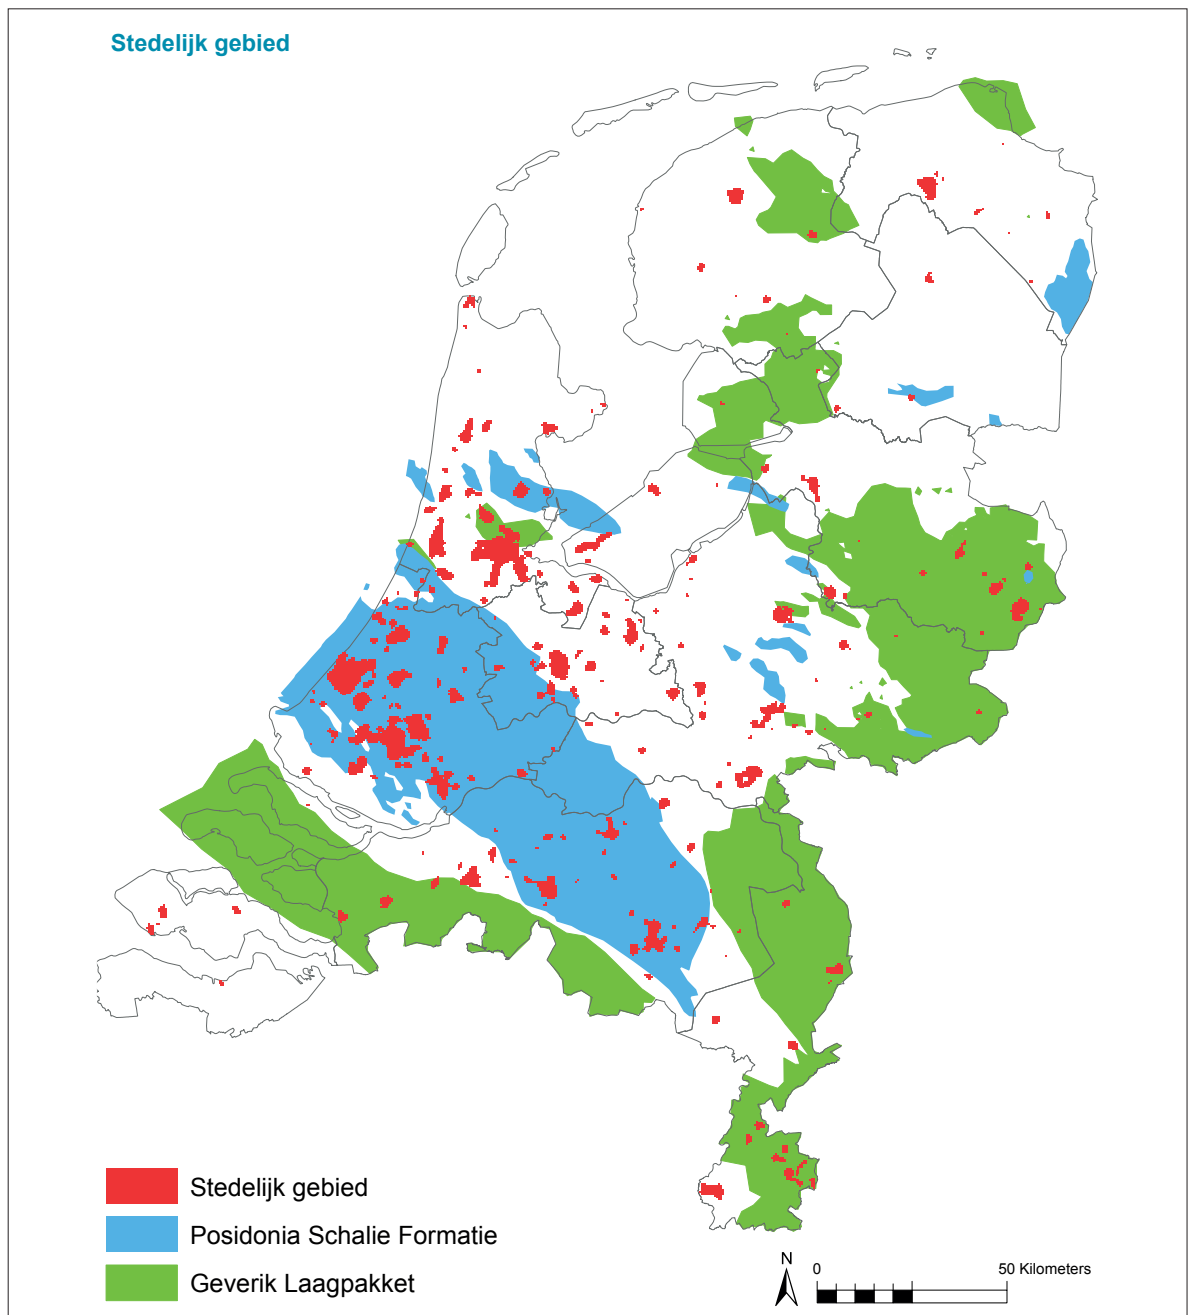 Stedelijk gebied
Stedelijk gebied
Posidonia Schalie Formatie
Geverik Laagpakket
N
0 50 Kilometers